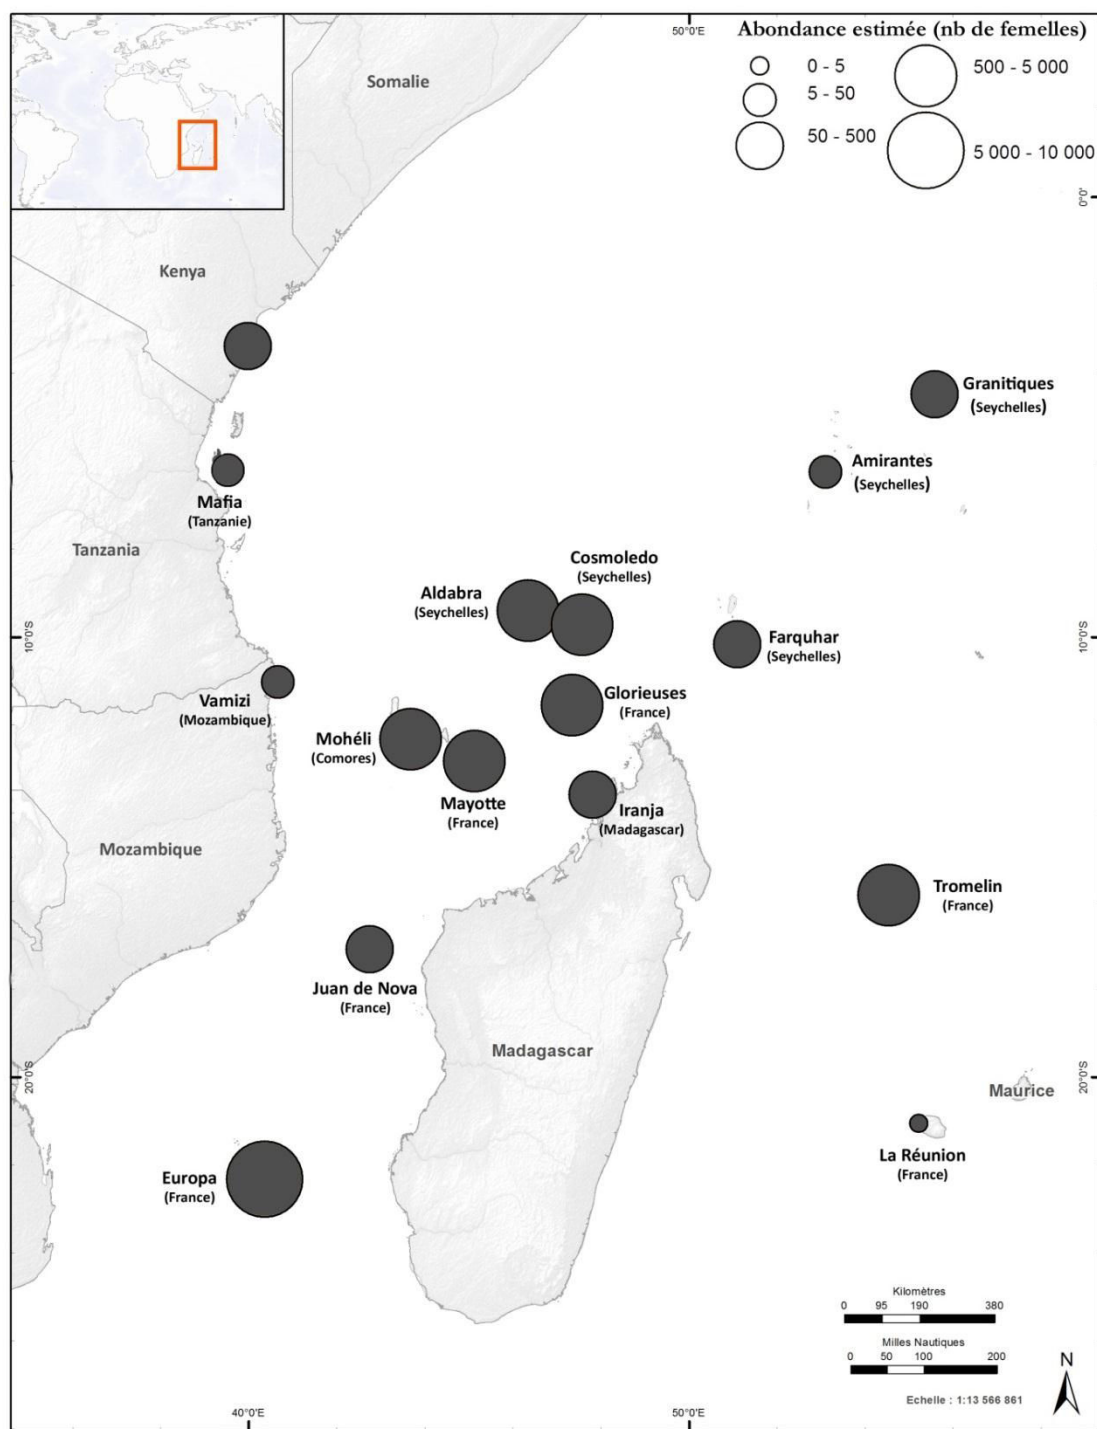 50°0'E
Abondance estimée (nb de femelles)
0 - 5
500 - 5 000
5 - 50
50 - 500
5 000 - 10 000
Somalie
0°0'
Kenya
Granitiques
(Seychelles)
Amirantes
(Seychelles)
Mafia
(Tanzanie)
Tanzania
Cosmoledo
(Seychelles)
Aldabra
(Seychelles)
10°0'S
10°0'S
Farquhar
(Seychelles)
Vamizi
(Mozambique)
Glorieuses
(France)
Mohéli
(Comores)
Mayotte
(France)
Iranja
(Madagascar)
Mozambique
Tromelin
(France)
Juan de Nova
(France)
Madagascar
20°0'S
20°0'S
Maurice
La Réunion
(France)
Europa
(France)
Kilomètres
0 95 190 380
Milles Nautiques
0 50 100 200
N
Echelle : 1:13 566 861
40°0'E
50°0'E